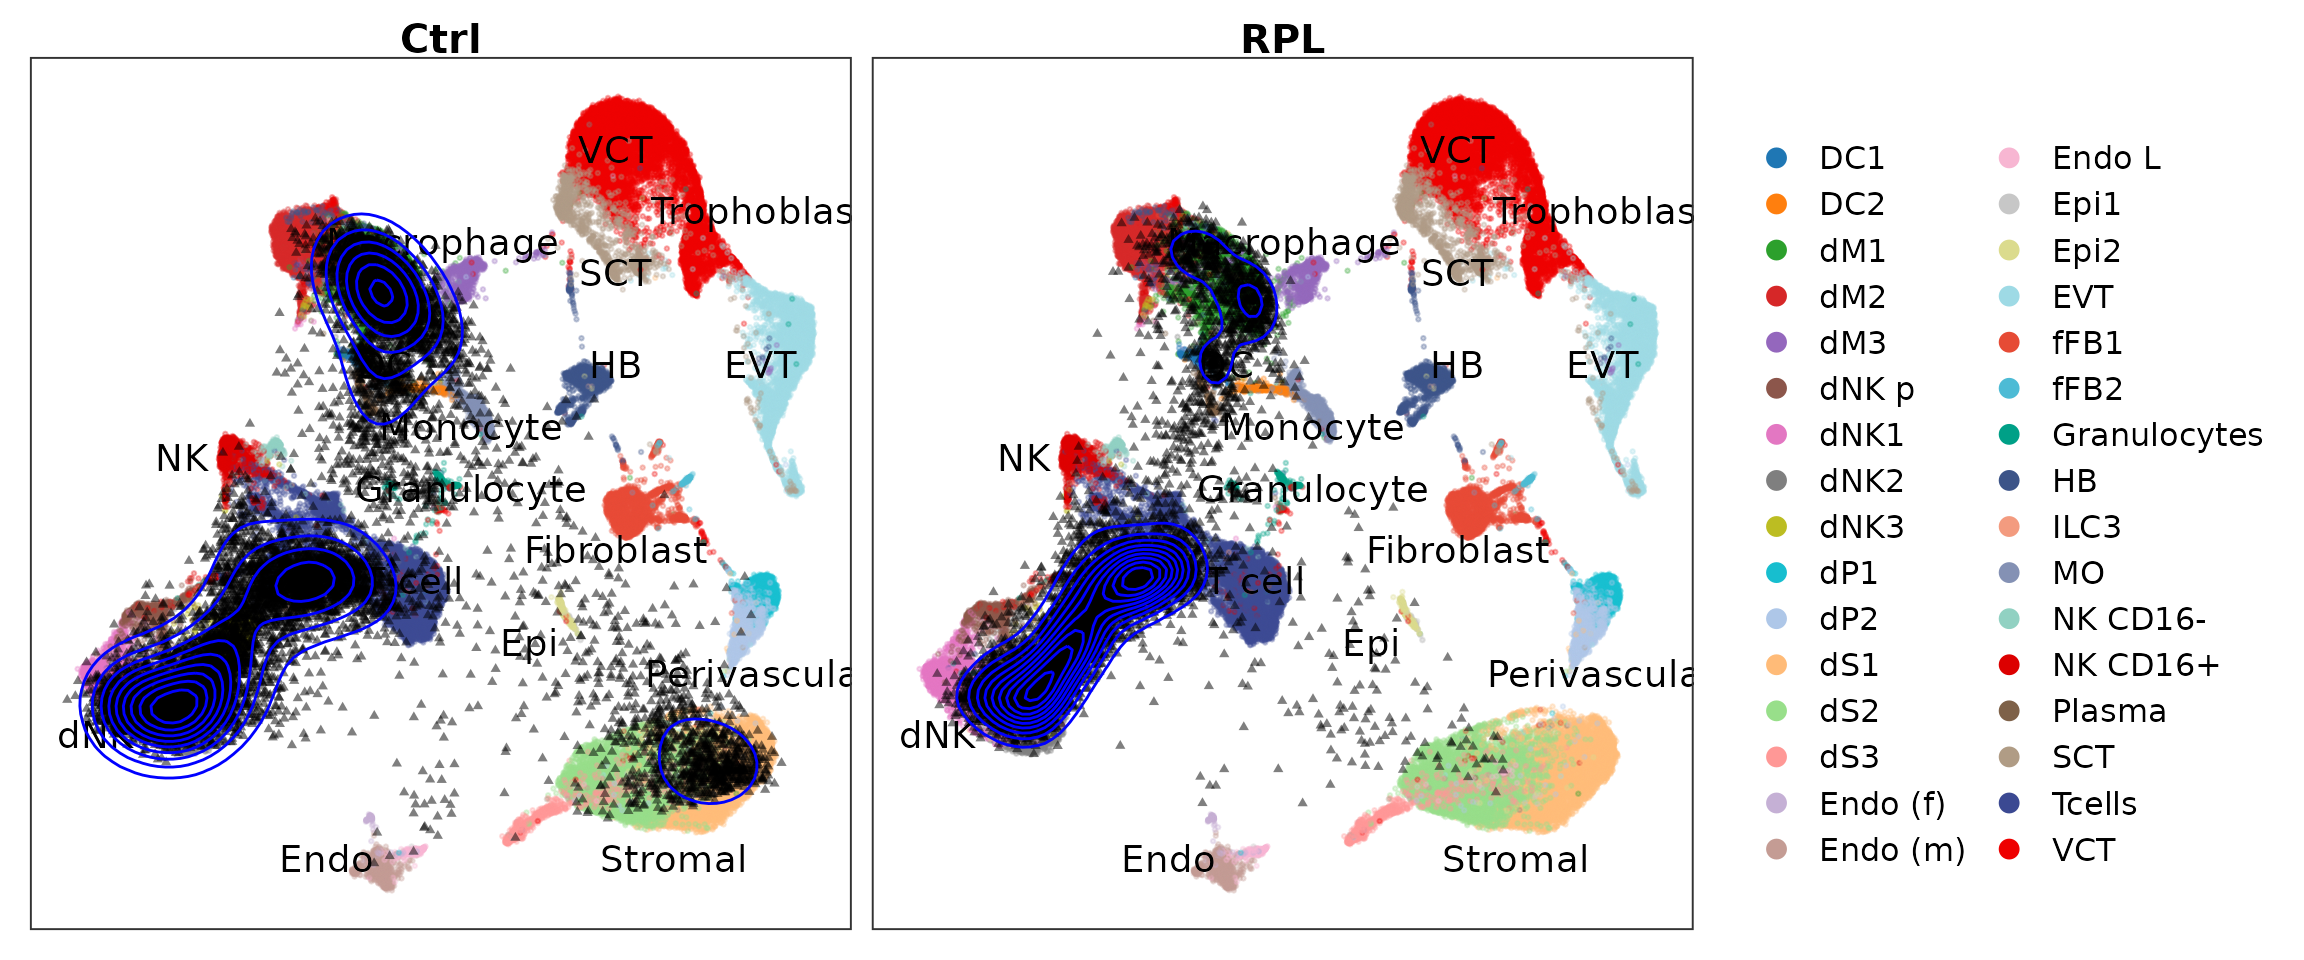 Ctrl
VCT
Trophoblas
rophage
SCT
HB
EVT
Monocyte
NK
Granulocyte
Fibroblast
cell
Epi
Perivascula
dNK
Endo
Stromal
RPL
VCT
Trophoblas
rophage
SCT
C
HB
EVT
Monocyte
NK
Granulocyte
Fibroblast
T cell
Epi
Perivascula
dNK
Endo
Stromal
DC1
DC2
dM1
dM2
dM3
dNK p
dNK1
dNK2
dNK3
dP1
dP2
dS1
dS2
dS3
Endo (f)
Endo (m)
Endo L
Epi1
Epi2
EVT
fFB1
fFB2
Granulocytes
HB
ILC3
MO
NK CD16-
NK CD16+
Plasma
SCT
Tcells
VCT